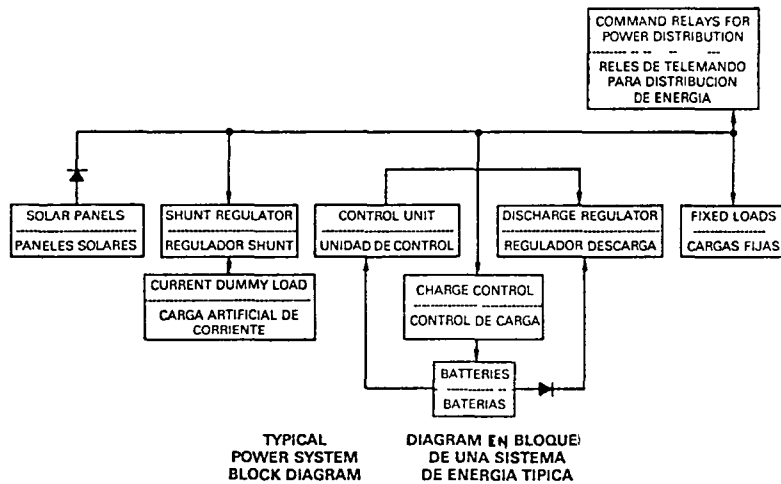 COMMAND RELAYS FOR
POWER DISTRIBUTION
RELES DE TELEMANDO
PARA DISTRIBUCION
DE ENERGIA
SOLAR PANELS
PANELES SOLARES
SHUNT REGULATOR
REGULADOR SHUNT
CONTROL UNIT
UNIDAD DE CONTROL
DISCHARGE REGULATOR
REGULADOR DESCARGA
FIXED LOADS
CARGAS FIJAS
CURRENT DUMMY LOAD
CARGA ARTIFICIAL DE
CORRIENTE
CHARGE CONTROL
CONTROL DE CARGA
BATTERIES
BATERIAS
TYPICAL
POWER SYSTEM
BLOCK DIAGRAM
DIAGRAM EN BLOQUE)
DE UNA SISTEMA
DE ENERGIA TIPICA